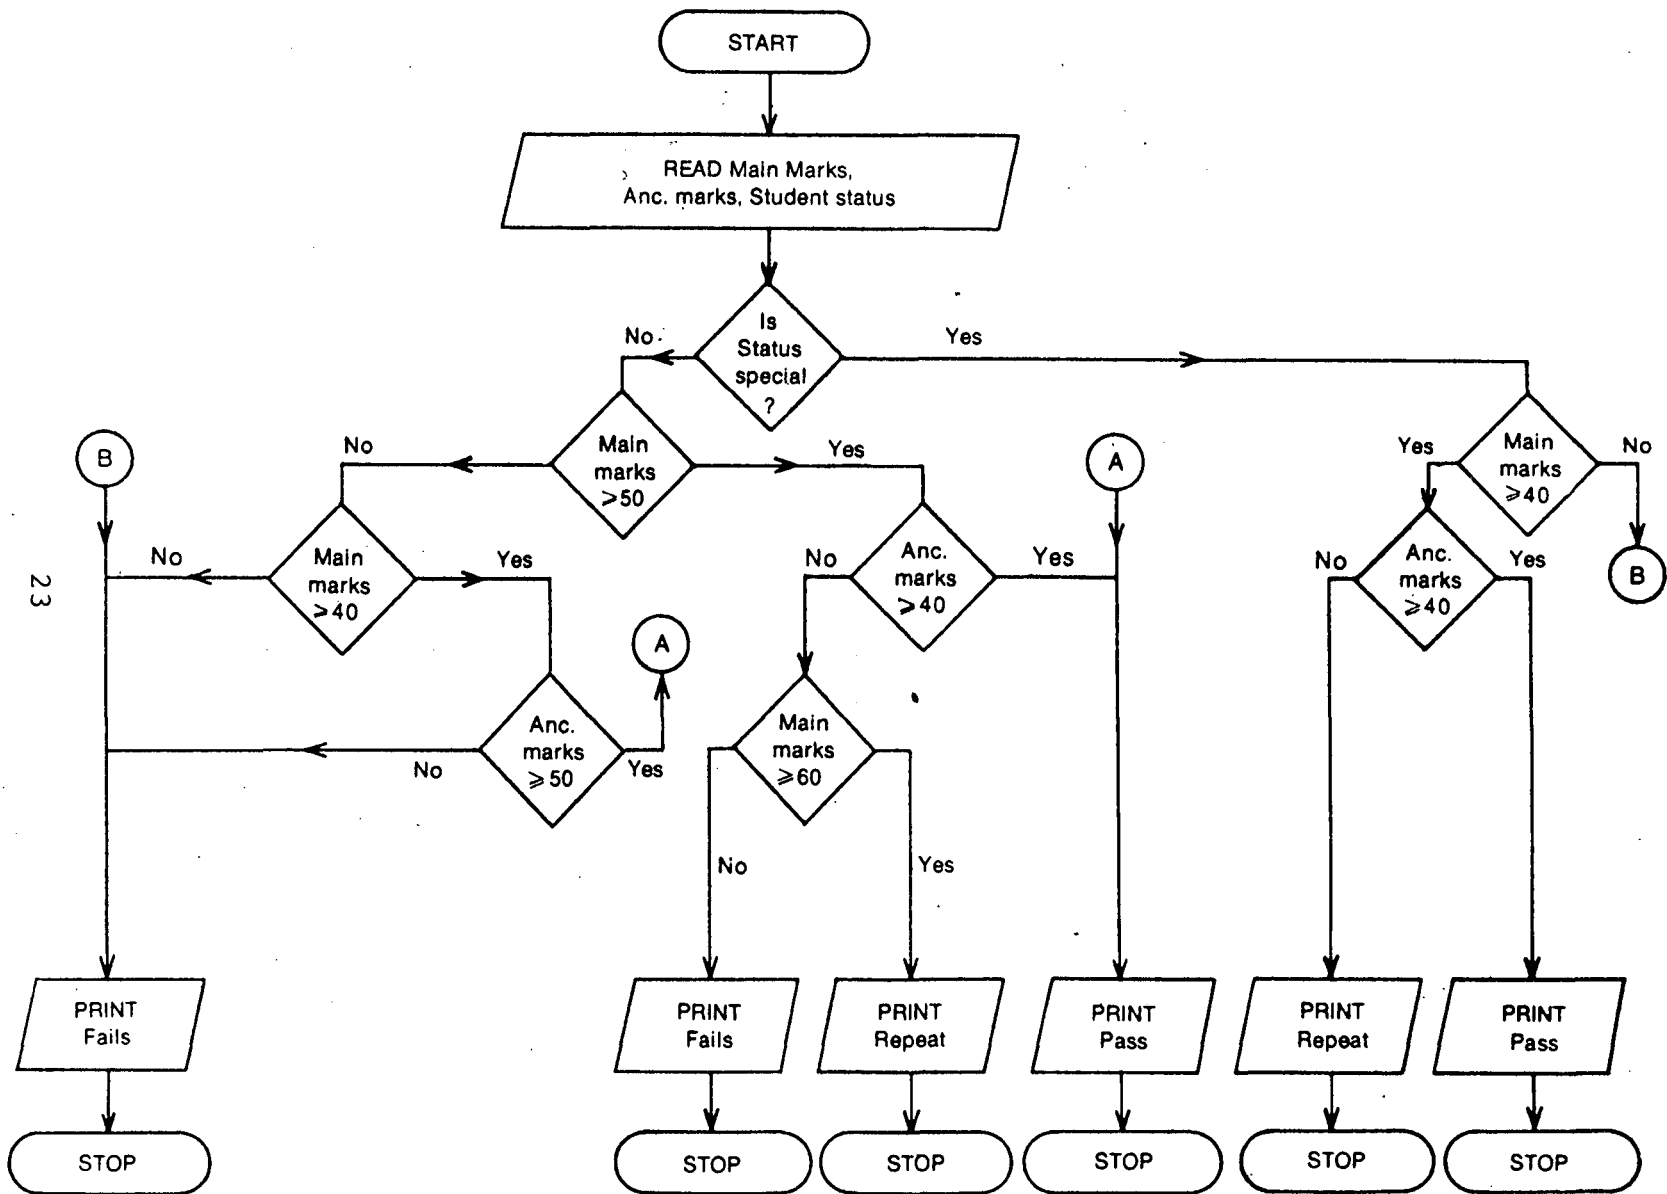 START
READ Main Marks,
Anc. marks, Student status
Is
Status
special
?
No
Yes
Main
marks
⩾50
No
Yes
B
A
Main
marks
⩾40
Yes
No
Main
marks
⩾40
No
Yes
Anc.
marks
⩾40
No
Yes
Anc.
marks
⩾40
No
Yes
B
23
A
Anc.
marks
⩾50
No
Yes
Main
marks
⩾60
No
Yes
PRINT
Fails
PRINT
Fails
PRINT
Repeat
PRINT
Pass
PRINT
Repeat
PRINT
Pass
STOP
STOP
STOP
STOP
STOP
STOP